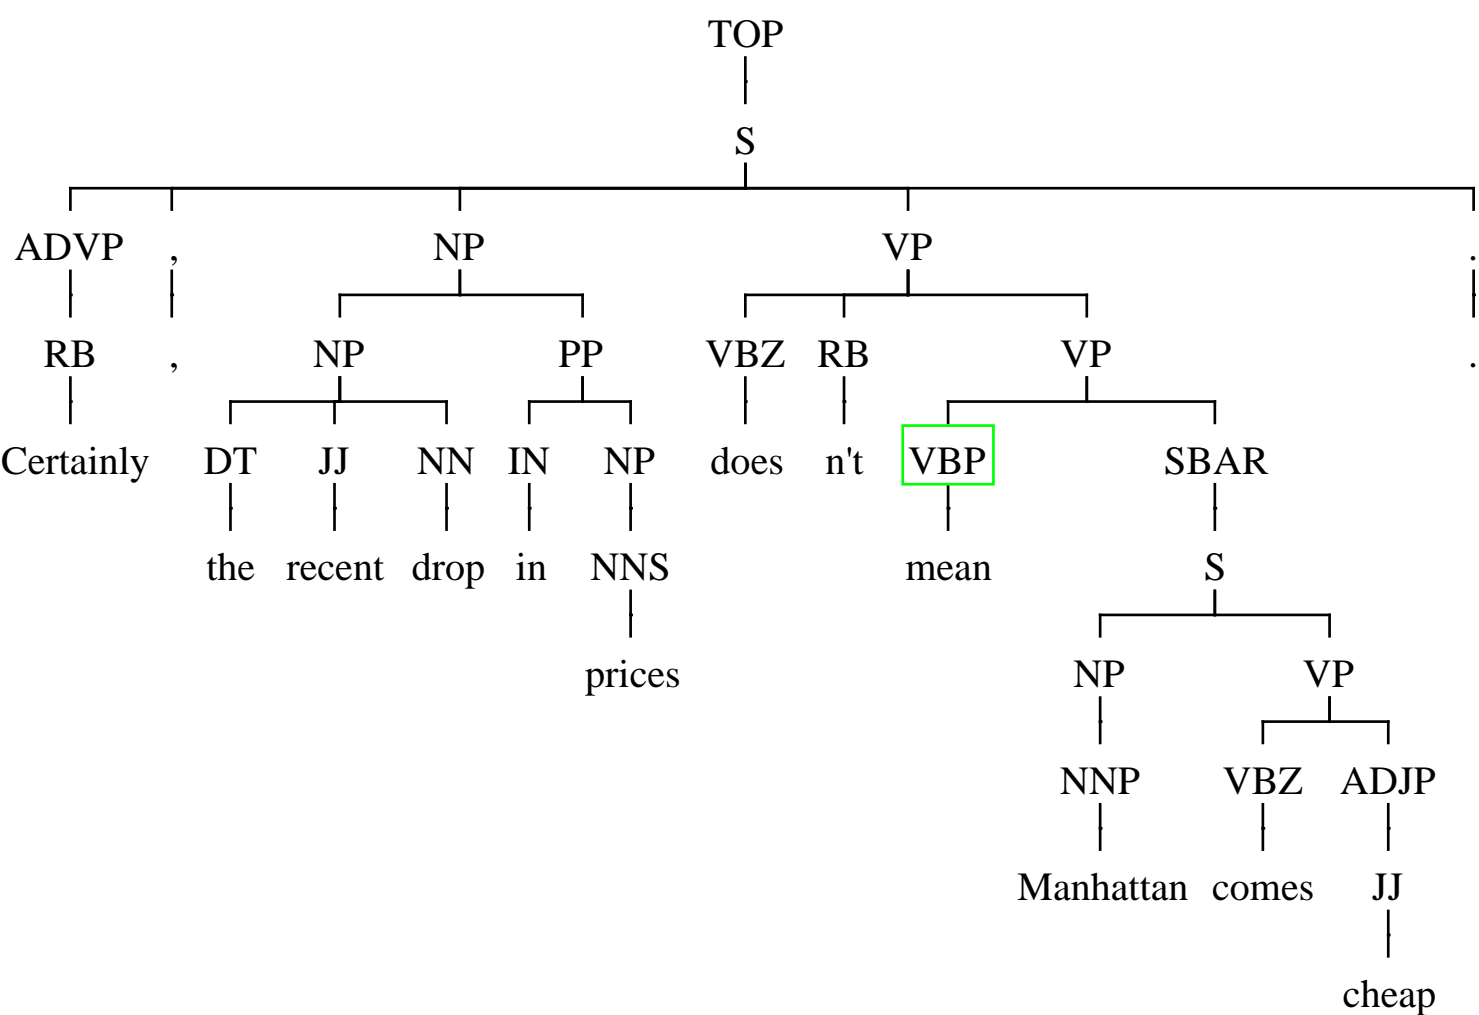 TOP
S
ADVP , NP VP .
RB , NP PP VBZ RB VP .
Certainly DT JJ NN IN NP does n't VBP SBAR
the recent drop in NNS mean S
prices NP VP
NNP VBZ ADJP
Manhattan comes JJ
cheap